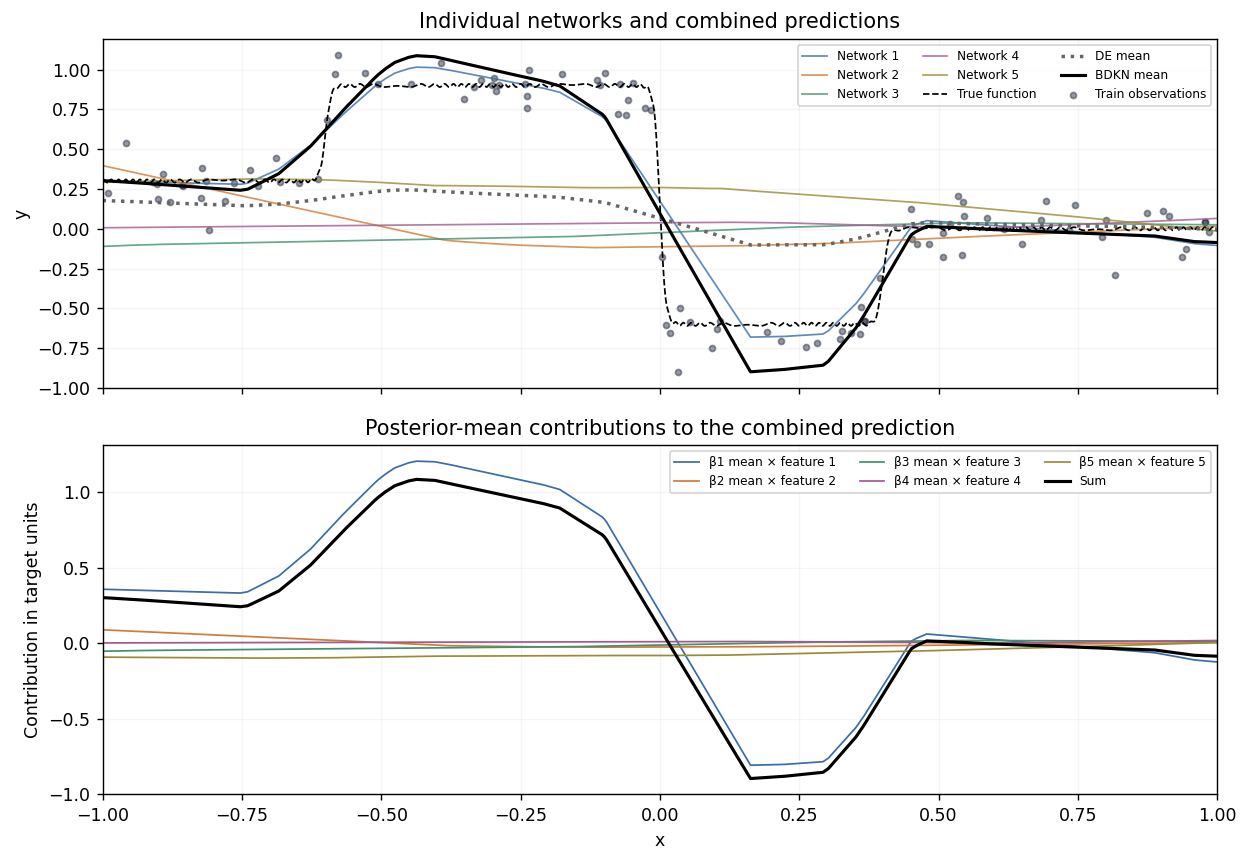 Individual networks and combined predictions
Network 1
Network 2
Network 3
Network 4
Network 5
True function
DE mean
BDKN mean
Train observations
y
1.00
0.75
0.50
0.25
0.00
−0.25
−0.50
−0.75
−1.00
Posterior-mean contributions to the combined prediction
β1 mean × feature 1
β2 mean × feature 2
β3 mean × feature 3
β4 mean × feature 4
β5 mean × feature 5
Sum
Contribution in target units
1.0
0.5
0.0
−0.5
−1.0
−1.00
−0.75
−0.50
−0.25
0.00
0.25
0.50
0.75
1.00
x